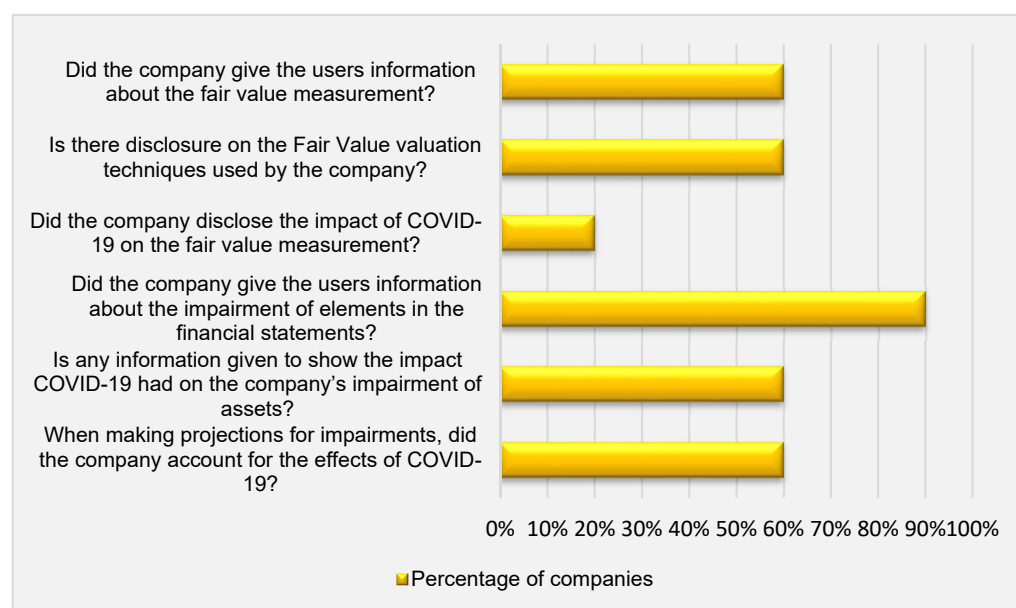 Did the company give the users information
about the fair value measurement?
Is there disclosure on the Fair Value valuation
techniques used by the company?
Did the company disclose the impact of COVID-
19 on the fair value measurement?
Did the company give the users information
about the impairment of elements in the
financial statements?
Is any information given to show the impact
COVID-19 had on the company’s impairment of
assets?
When making projections for impairments, did
the company account for the effects of COVID-
19?
0% 10% 20% 30% 40% 50% 60% 70% 80% 90%100%
Percentage of companies